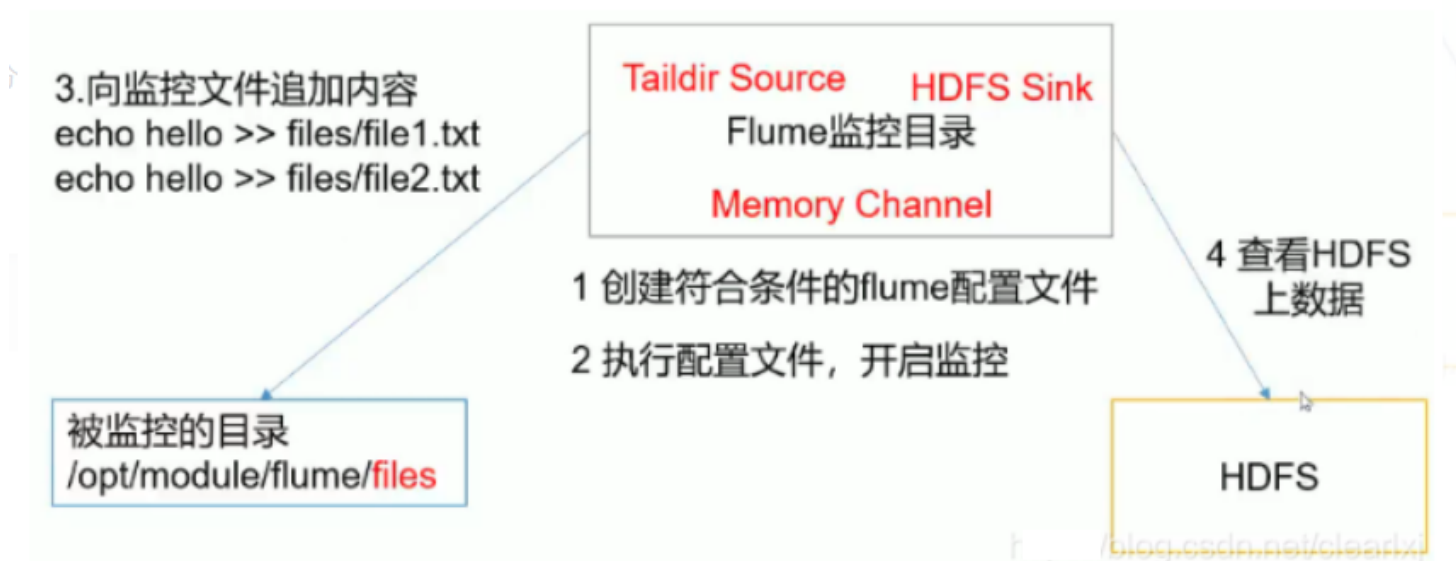 3.向监控文件追加内容
echo hello >> files/file1.txt
echo hello >> files/file2.txt
Taildir Source
HDFS Sink
Flume监控目录
Memory Channel
1 创建符合条件的flume配置文件
2 执行配置文件，开启监控
4 查看HDFS
上数据
被监控的目录
/opt/module/flume/files
HDFS
/blog.csdn.net/clearlxj